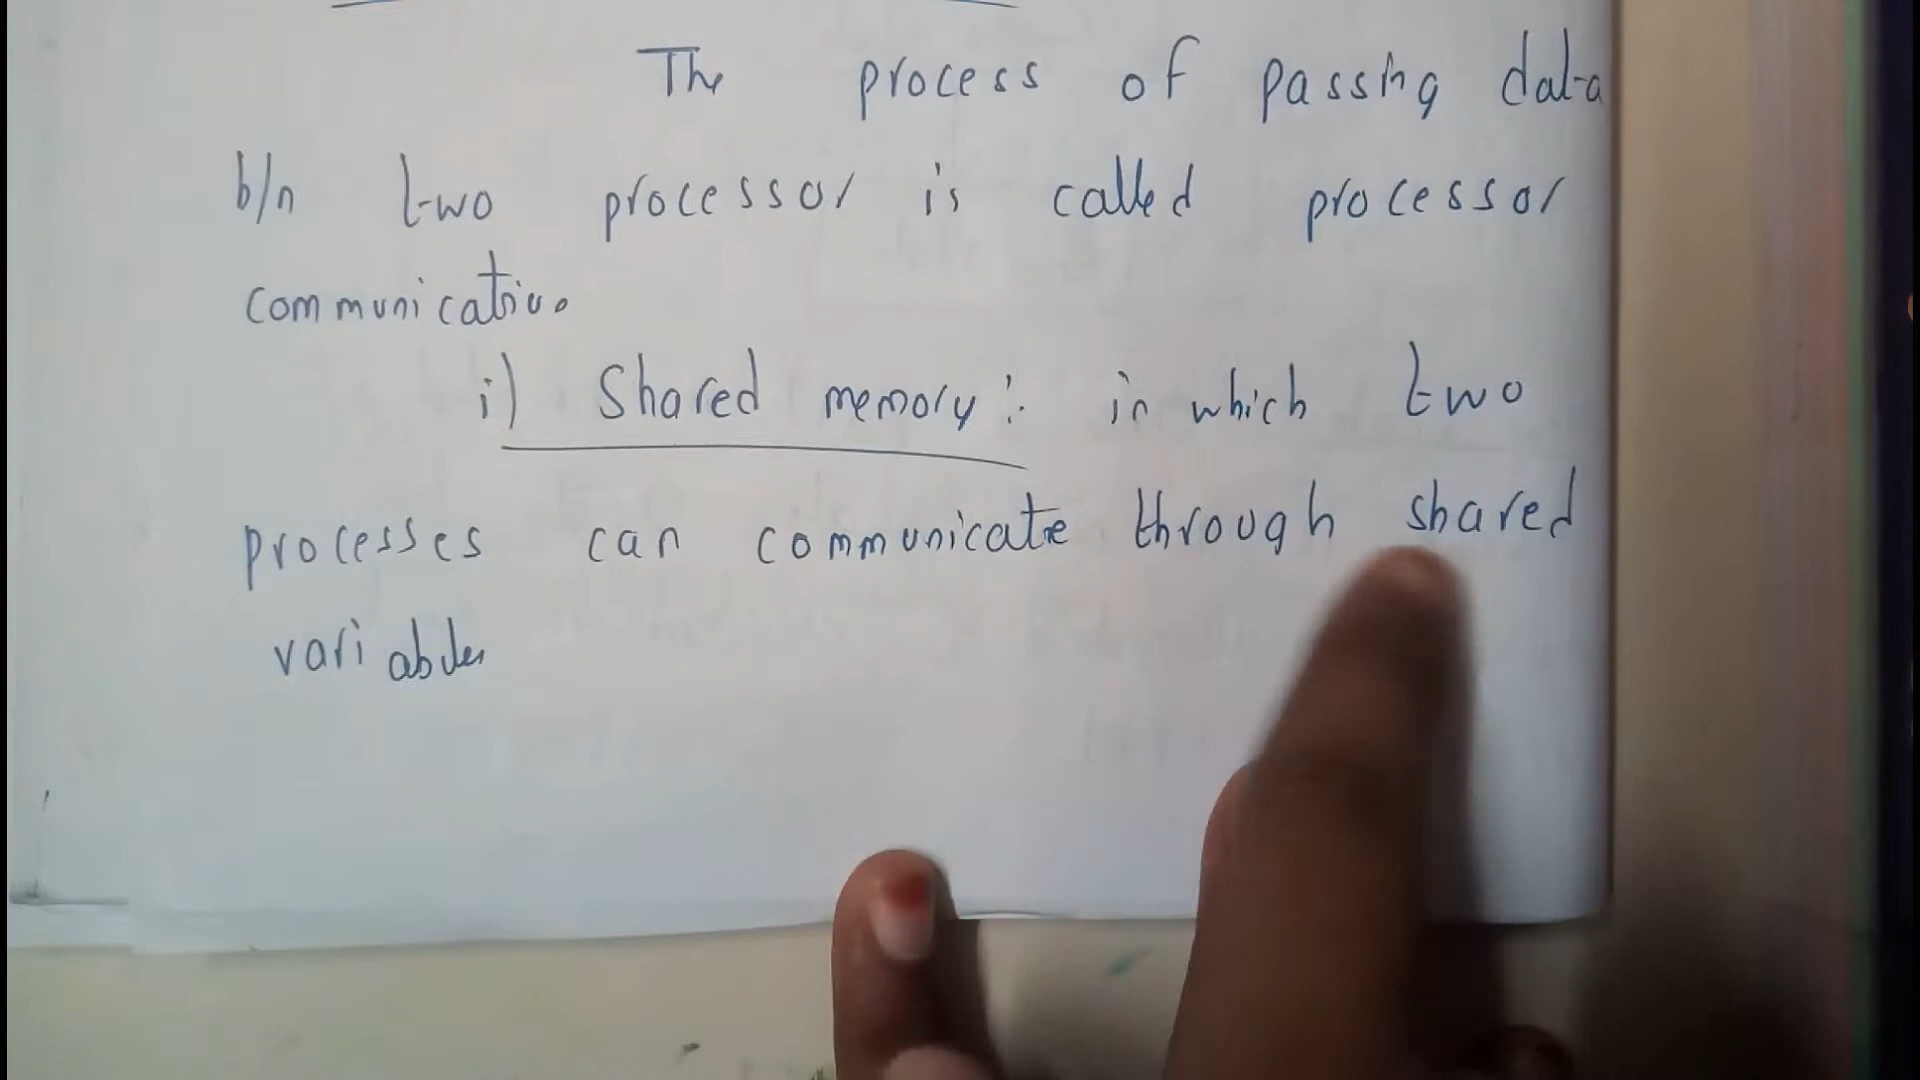 The process of passing data
b/n two processor is called processor
communication.
i) Shared memory: in which two
processes can communicate through shared
variables